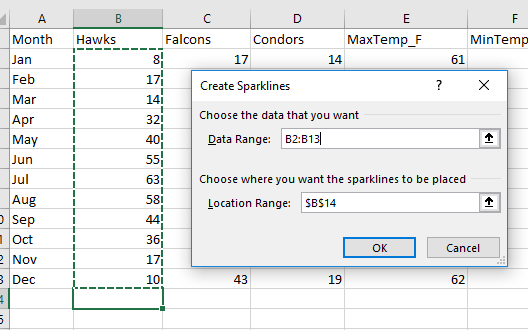 A B C D E F
Month Hawks Falcons Condors MaxTemp_F MinTemp
Jan 8 17 14 61
Feb 17
Mar 14
Apr 32
May 40
Jun 55
Jul 63
Aug 58
Sep 44
0 Oct 36
1 Nov 17
2 Dec 10 43 19 62
Create Sparklines ? ×
Choose the data that you want
Data Range: B2:B13
Choose where you want the sparklines to be placed
Location Range: $B$14
OK Cancel